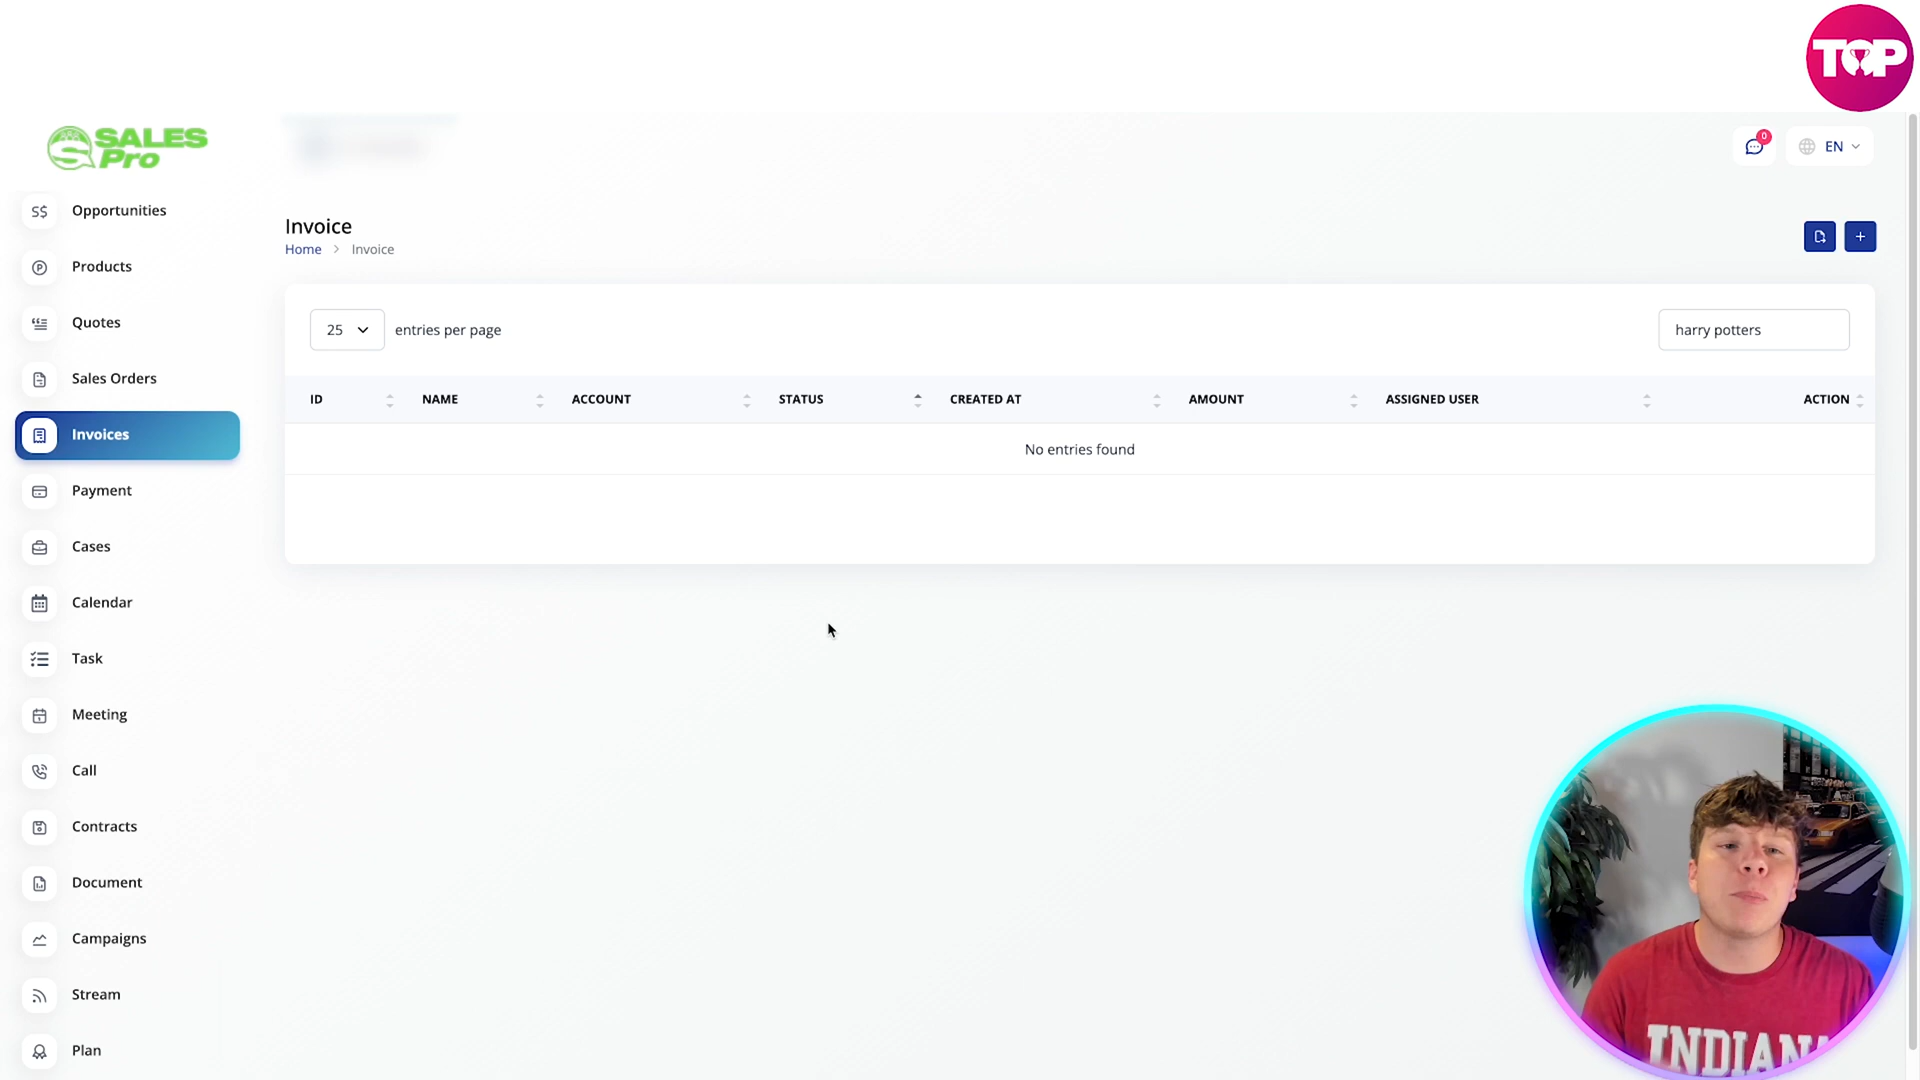 TOP
SALES
Pro
0
EN
S$ Opportunities
Products
Quotes
Sales Orders
Invoices
Payment
Cases
Calendar
Task
Meeting
Call
Contracts
Document
Campaigns
Stream
Plan
Invoice
Home > Invoice
+
25 entries per page
harry potters
ID NAME ACCOUNT STATUS CREATED AT AMOUNT ASSIGNED USER ACTION
No entries found
INDIANA